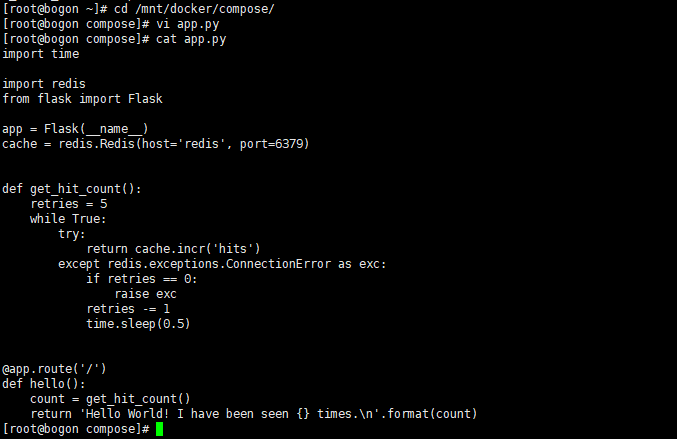 [root@bogon ~]# cd /mnt/docker/compose/
[root@bogon compose]# vi app.py
[root@bogon compose]# cat app.py
import time

import redis
from flask import Flask

app = Flask(__name__)
cache = redis.Redis(host='redis', port=6379)


def get_hit_count():
    retries = 5
    while True:
        try:
            return cache.incr('hits')
        except redis.exceptions.ConnectionError as exc:
            if retries == 0:
                raise exc
            retries -= 1
            time.sleep(0.5)


@app.route('/')
def hello():
    count = get_hit_count()
    return 'Hello World! I have been seen {} times.\n'.format(count)
[root@bogon compose]#